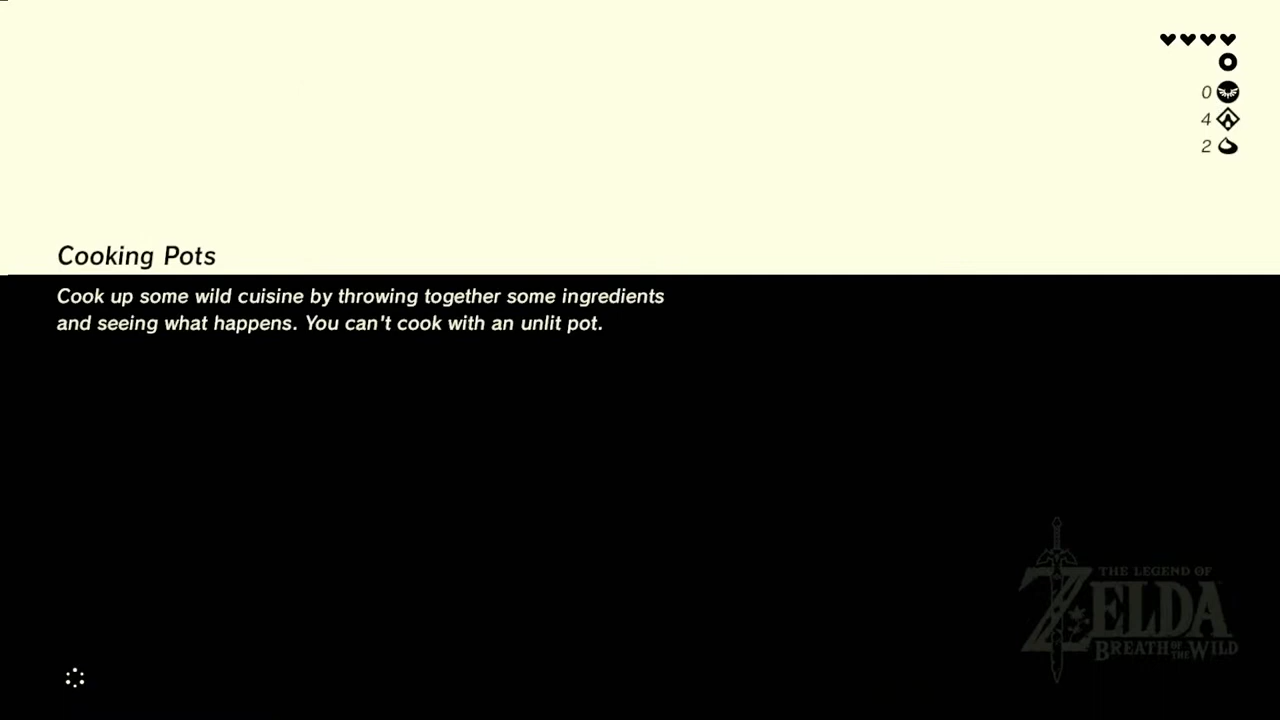 0
4
2
Cooking Pots
Cook up some wild cuisine by throwing together some ingredients
and seeing what happens. You can't cook with an unlit pot.
THE LEGEND OF
ZELDA
BREATH OF THE WILD